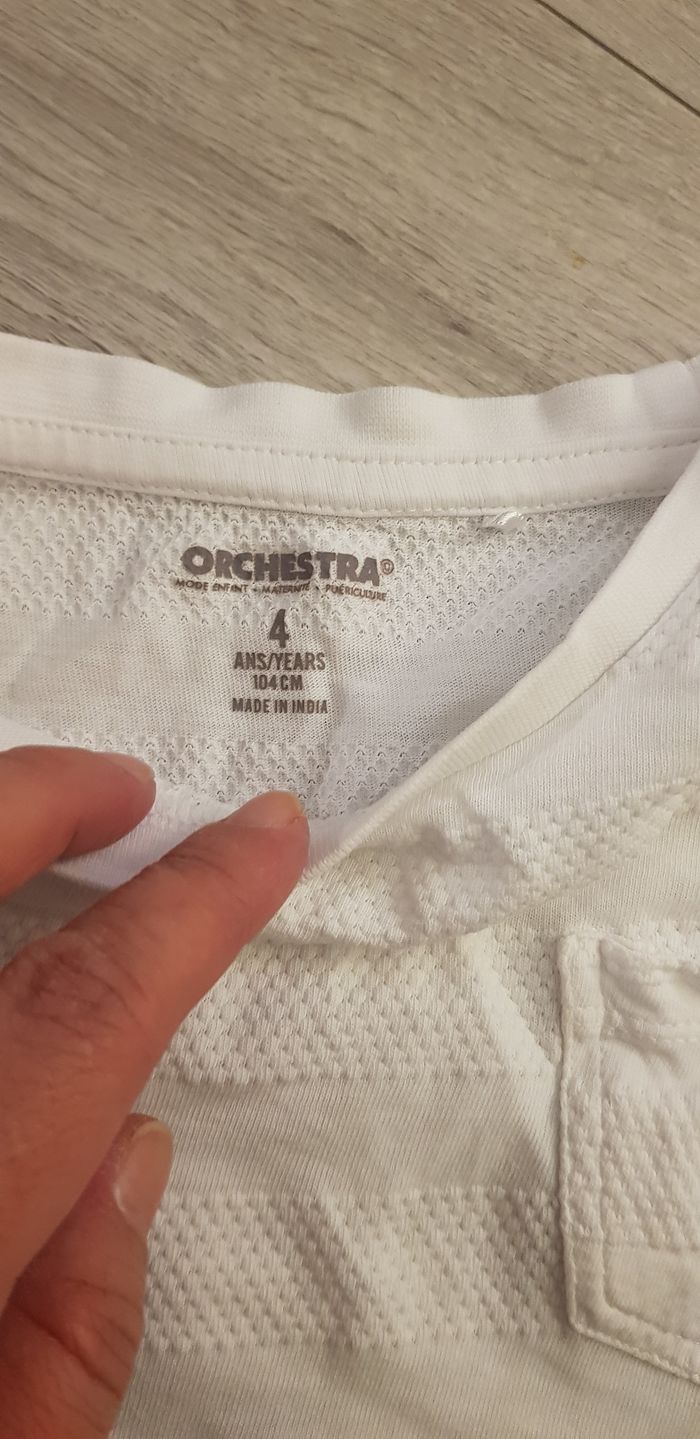 ORCHESTRA©
MODE ENFANT • MATERNITÉ • PUÉRICULTURE
4
ANS/YEARS
104CM
MADE IN INDIA